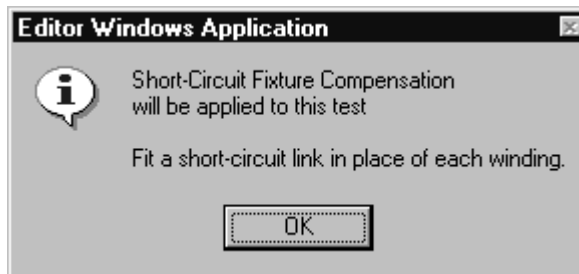 Editor Windows Application
Short-Circuit Fixture Compensation
will be applied to this test
Fit a short-circuit link in place of each winding.
OK